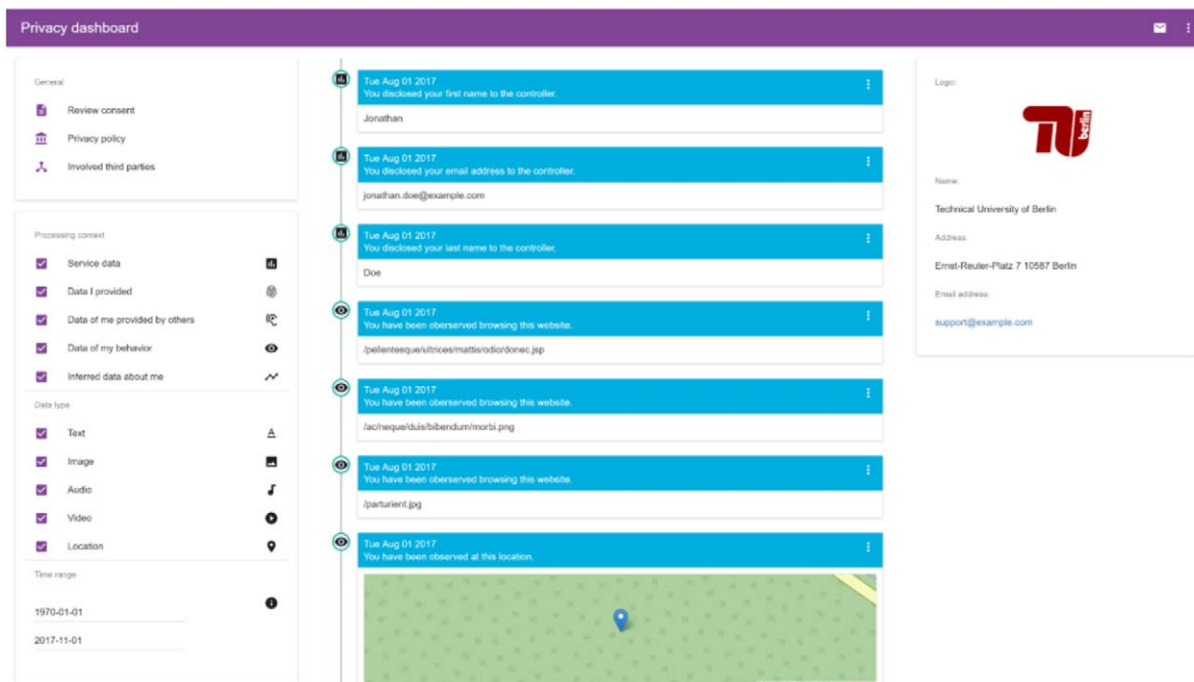 Privacy dashboard
General
Review consent
Privacy policy
Involved third parties
Processing context
Service data
Data I provided
Data of me provided by others
Data of my behavior
Inferred data about me
Data type
Text
A
Image
Audio
Video
Location
Time range
1970-01-01
2017-11-01
Tue Aug 01 2017
You disclosed your first name to the controller.
Jonathan
Tue Aug 01 2017
You disclosed your email address to the controller.
jonathan.doe@example.com
Tue Aug 01 2017
You disclosed your last name to the controller.
Doe
Tue Aug 01 2017
You have been oberserved browsing this website.
/pellentesque/ultrices/mattis/odio/donec.jsp
Tue Aug 01 2017
You have been oberserved browsing this website.
/ac/neque/duis/bibendum/morbi.png
Tue Aug 01 2017
You have been oberserved browsing this website.
/parturient.jpg
Tue Aug 01 2017
You have been observed at this location.
Logo:
TU berlin
Name:
Technical University of Berlin
Address:
Ernst-Reuter-Platz 7 10587 Berlin
Email address:
support@example.com